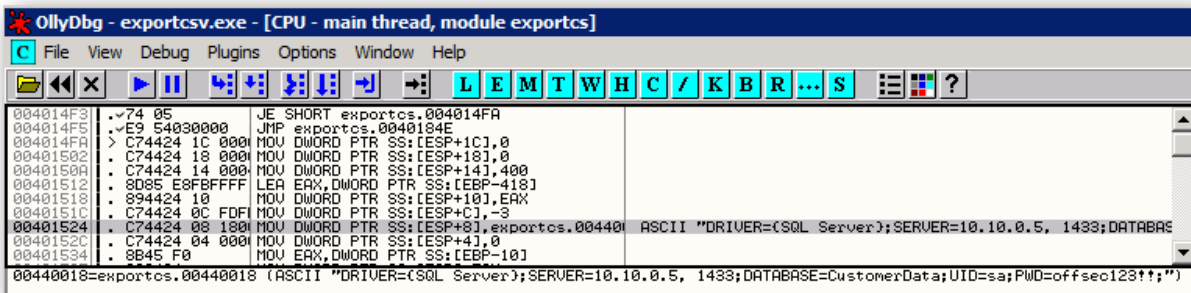 OllyDbg - exportcsv.exe - [CPU - main thread, module exportcs]
C File View Debug Plugins Options Window Help
L E M T W H C / K B R ... S ?
004014F3 .˅74 05 JE SHORT exportcs.004014FA
004014F5 .˅E9 54030000 JMP exportcs.0040184E
004014FA > C74424 1C 000 MOV DWORD PTR SS:[ESP+1C],0
00401502 . C74424 18 000 MOV DWORD PTR SS:[ESP+18],0
0040150A . C74424 14 000 MOV DWORD PTR SS:[ESP+14],400
00401512 . 8D85 E8FBFFFF LEA EAX,DWORD PTR SS:[EBP-418]
00401518 . 894424 10 MOV DWORD PTR SS:[ESP+10],EAX
0040151C . C74424 0C FDF MOV DWORD PTR SS:[ESP+C],-3
00401524 . C74424 08 180 MOV DWORD PTR SS:[ESP+8],exportcs.00440 ASCII "DRIVER={SQL Server};SERVER=10.10.0.5, 1433;DATABAS
0040152C . C74424 04 000 MOV DWORD PTR SS:[ESP+4],0
00401534 . 8B45 F0 MOV EAX,DWORD PTR SS:[EBP-10]
00440018=exportcs.00440018 (ASCII "DRIVER={SQL Server};SERVER=10.10.0.5, 1433;DATABASE=CustomerData;UID=sa;PWD=offsec123!!;")